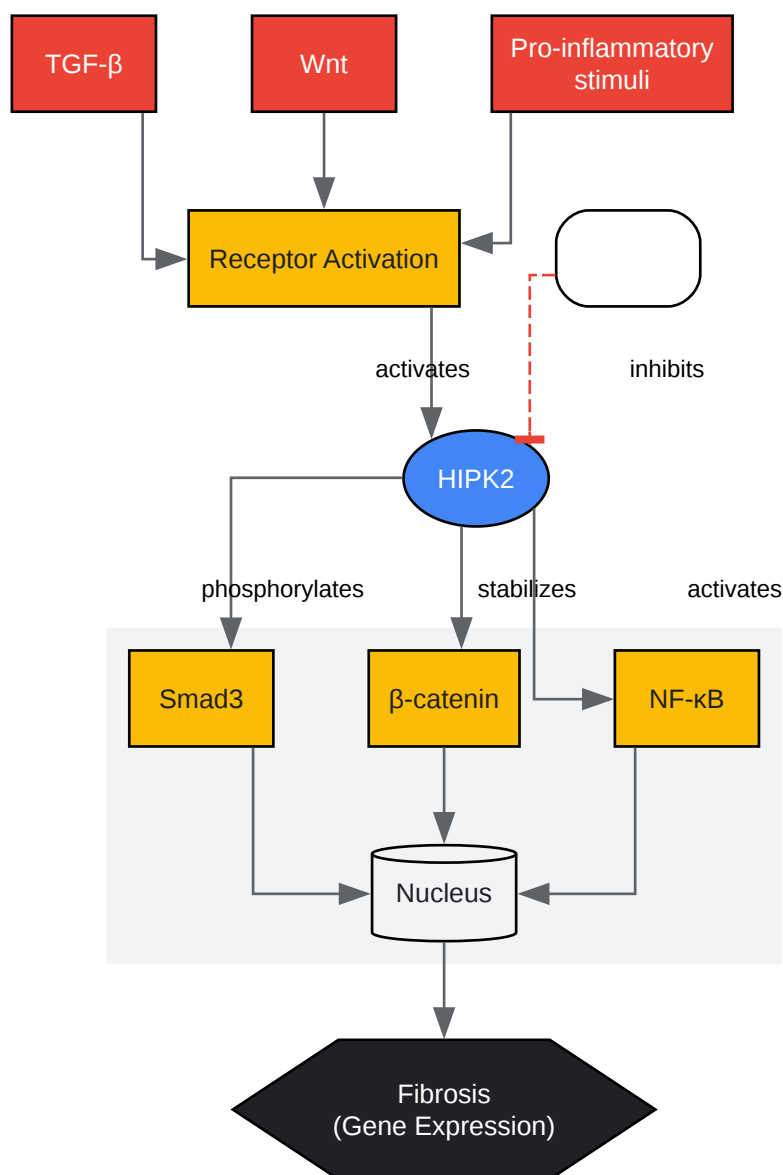 TGF-β
Wnt
Pro-inflammatory
stimuli
Receptor Activation
activates
inhibits
HIPK2
phosphorylates
stabilizes
activates
Smad3
β-catenin
NF-κB
Nucleus
Fibrosis
(Gene Expression)